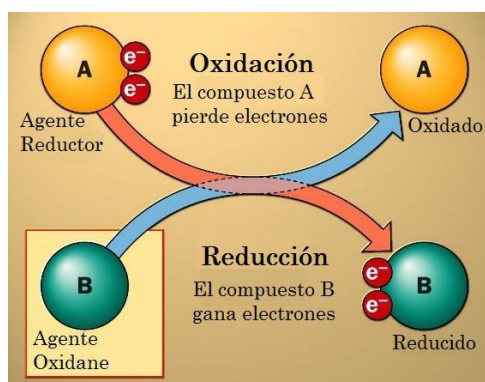 A
e-
e-
Oxidación
El compuesto A
pierde electrones
A
Agente
Reductor
Oxidado
B
Agente
Oxidane
Reducción
El compuesto B
gana electrones
e-
e-
B
Reducido